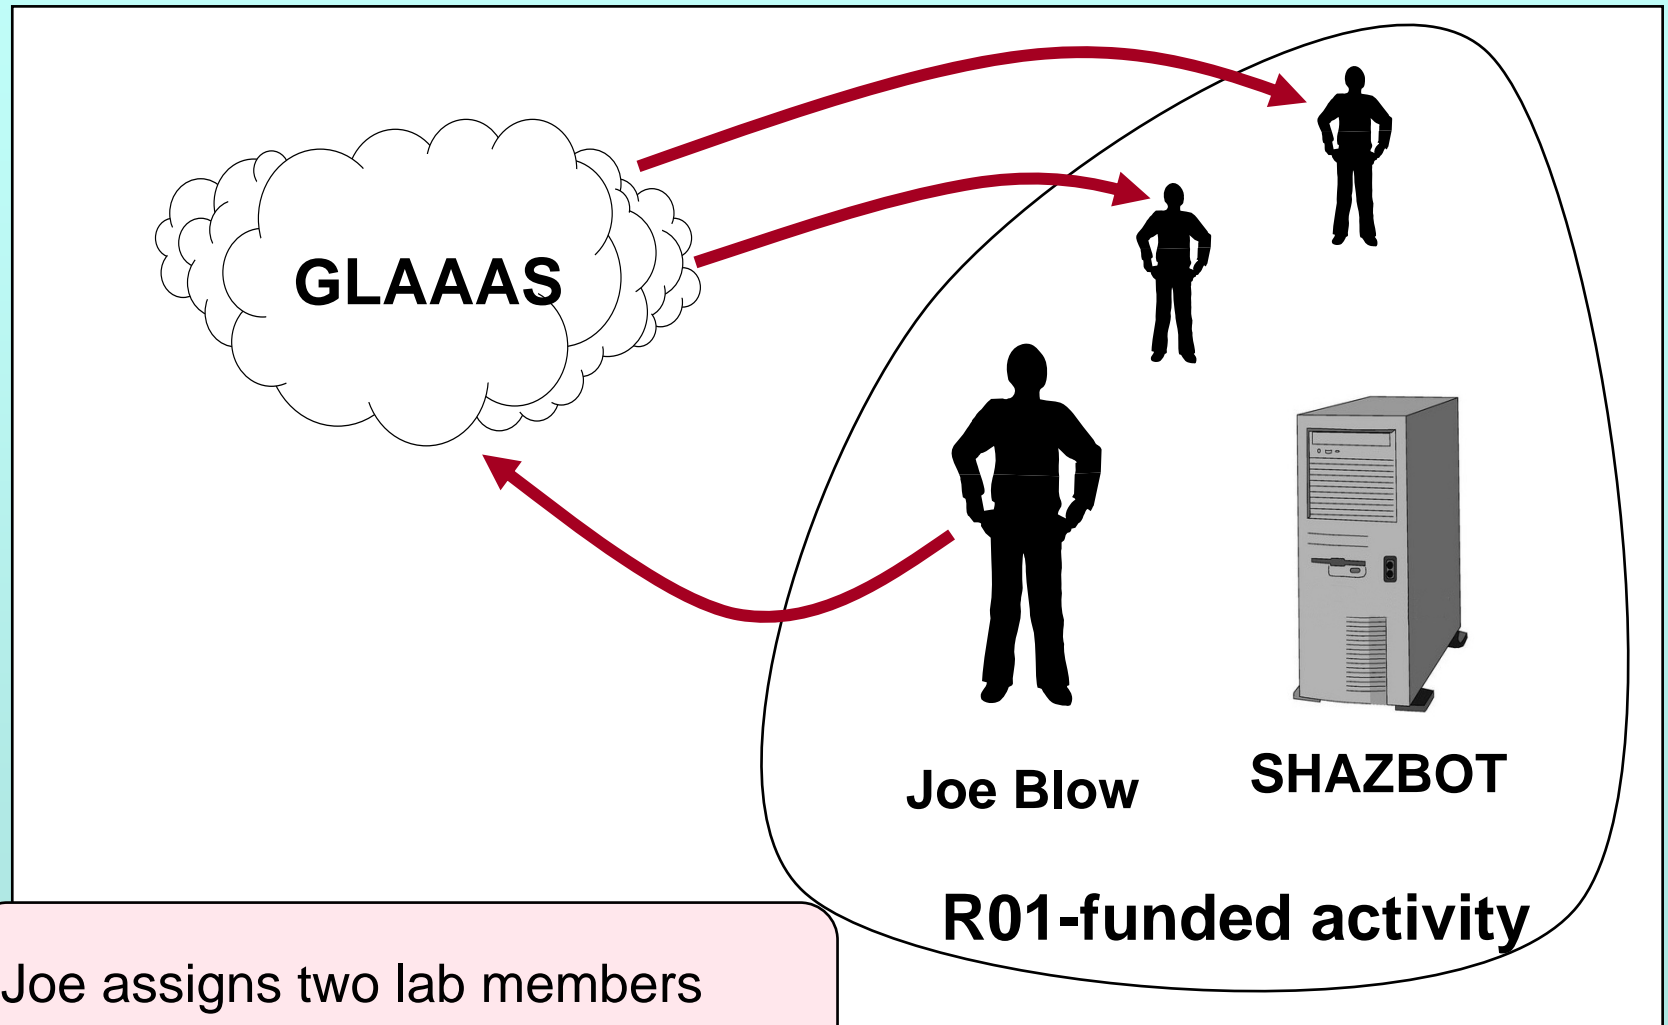 GLAAAS
Joe Blow
SHAZBOT
R01-funded activity
Joe assigns two lab members